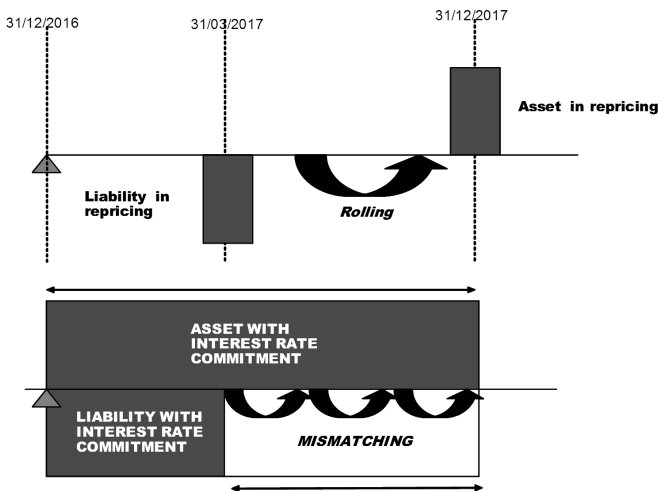 31/12/2016
31/03/2017
31/12/2017
Asset in repricing
Liability in
repricing
Rolling
ASSET WITH
INTEREST RATE
COMMITMENT
LIABILITY WITH
INTEREST RATE
COMMITMENT
MISMATCHING